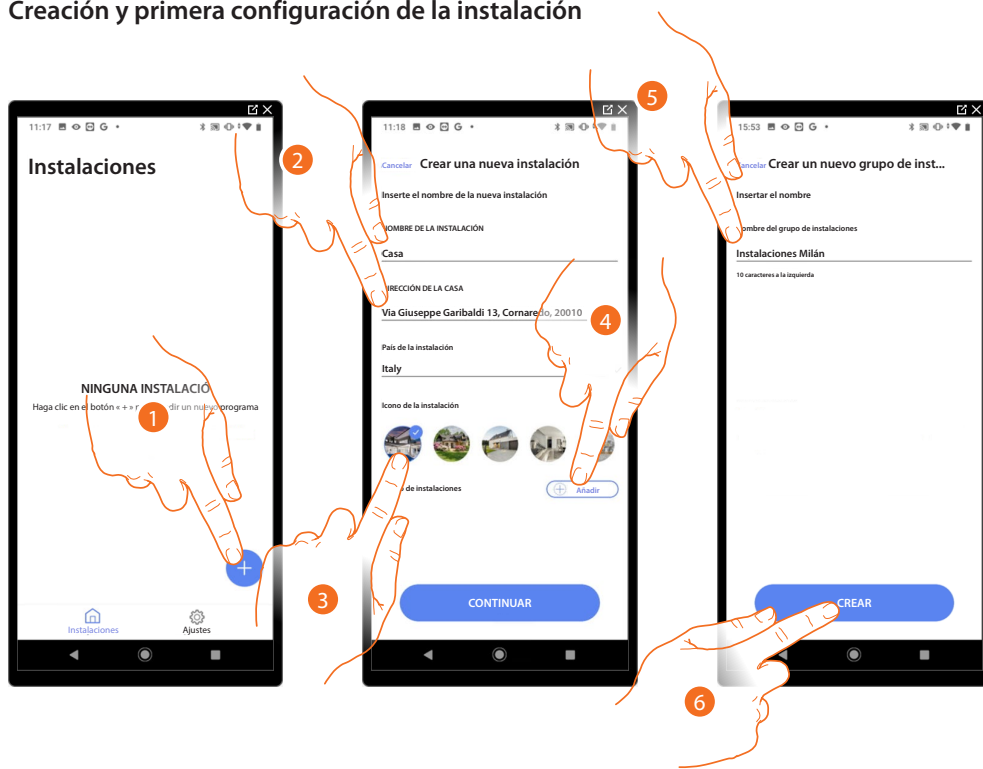 Creación y primera configuración de la instalación
11:17
Instalaciones
NINGUNA INSTALACIÓ
Haga clic en el botón « + » dir un nuevo programa
1
Instalaciones
Ajustes
2
11:18
Cancelar Crear una nueva instalación
Inserte el nombre de la nueva instalación
NOMBRE DE LA INSTALACIÓN
Casa
DIRECCIÓN DE LA CASA
Via Giuseppe Garibaldi 13, Cornaredo, 20010
País de la instalación
Italy
Icono de la instalación
de instalaciones
Añadir
3
4
CONTINUAR
5
15:53
Cancelar Crear un nuevo grupo de inst...
Insertar el nombre
Nombre del grupo de instalaciones
Instalaciones Milán
10 caracteres a la izquierda
CREAR
6